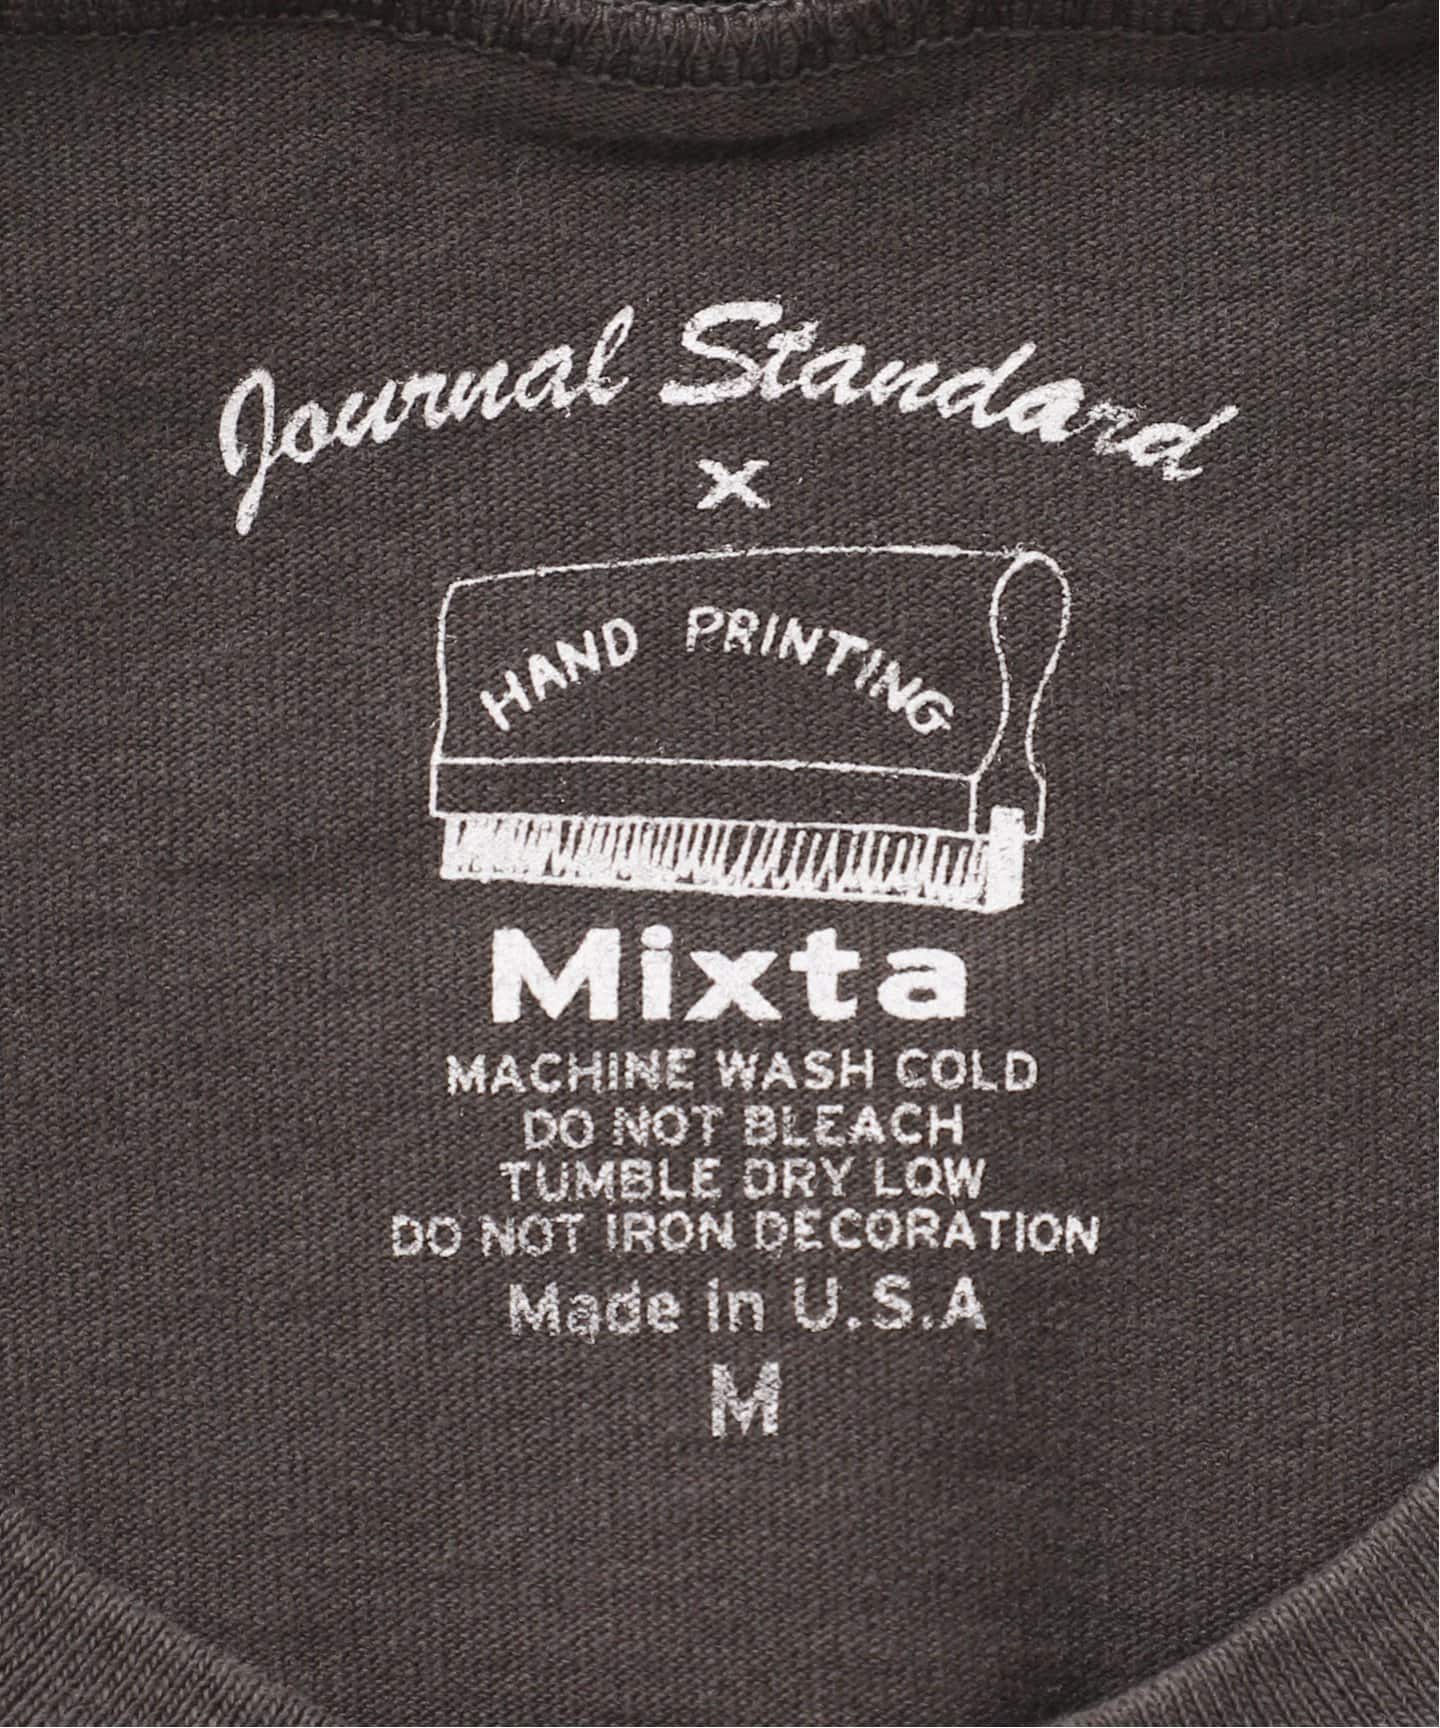 Journal Standard
x
HAND PRINTING
Mixta
MACHINE WASH COLD
DO NOT BLEACH
TUMBLE DRY LOW
DO NOT IRON DECORATION
Made in U.S.A
M